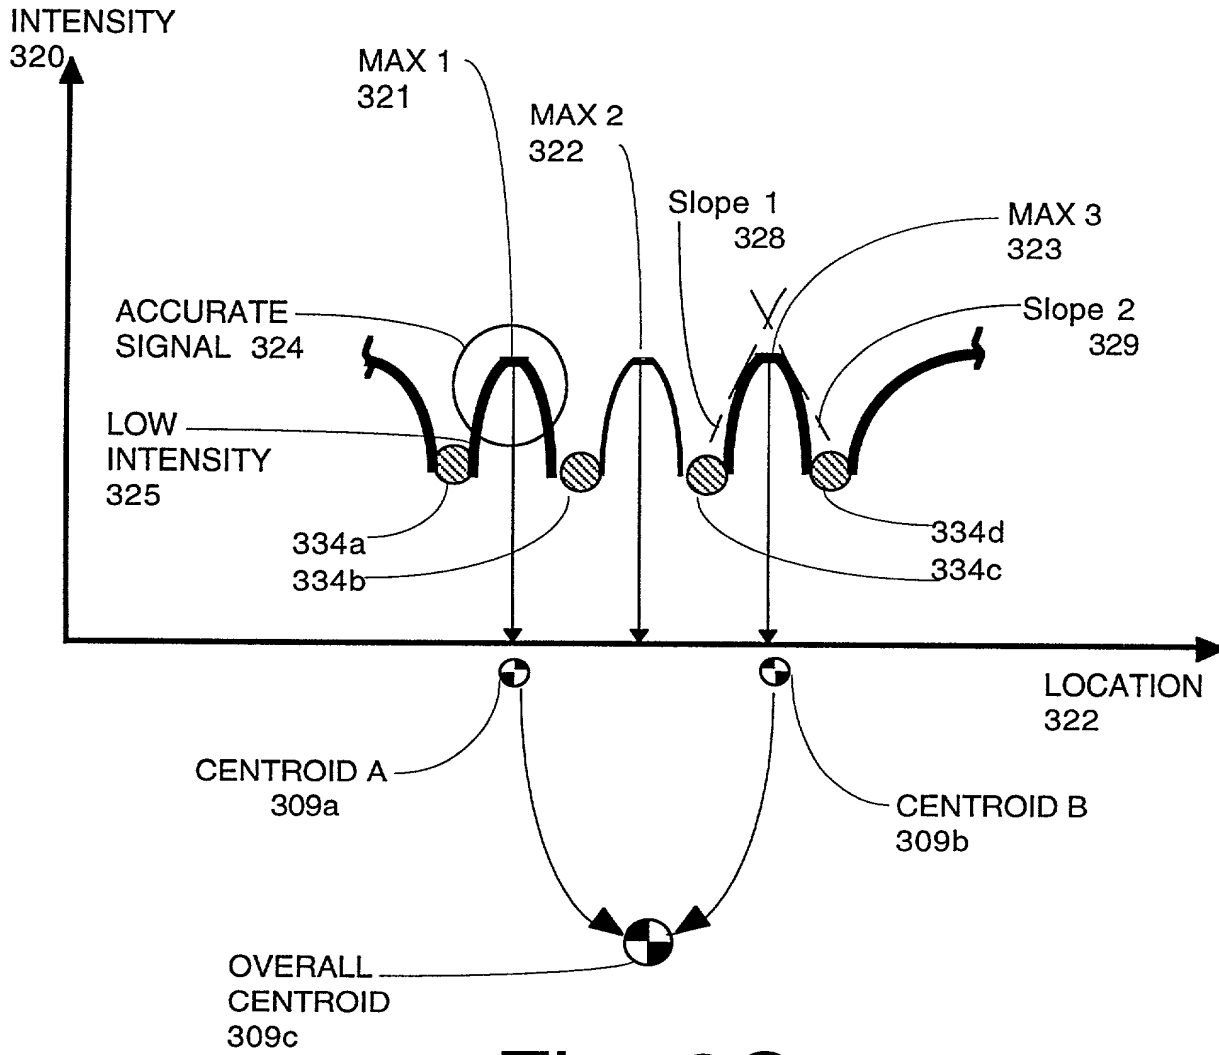 INTENSITY
320
MAX 1
321
MAX 2
322
Slope 1
328
MAX 3
323
ACCURATE
SIGNAL 324
Slope 2
329
LOW
INTENSITY
325
334a
334b
334d
334c
LOCATION
322
CENTROID A
309a
CENTROID B
309b
OVERALL
CENTROID
309c